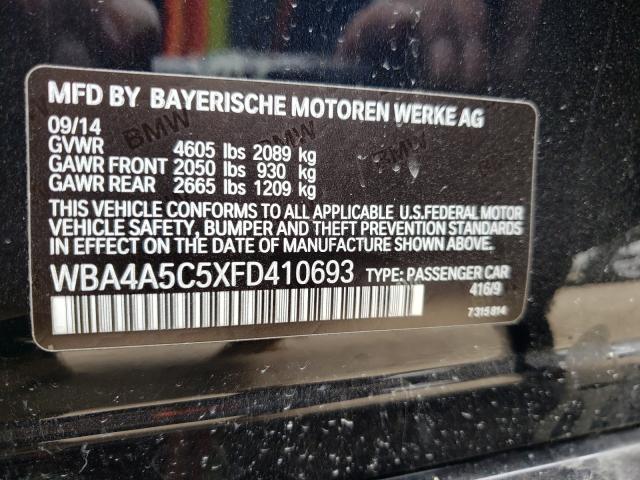 MFD BY BAYERISCHE MOTOREN WERKE AG
09/14
GVWR 4605 lbs 2089 kg
GAWR FRONT 2050 lbs 930 kg
GAWR REAR 2665 lbs 1209 kg
THIS VEHICLE CONFORMS TO ALL APPLICABLE U.S.FEDERAL MOTOR
VEHICLE SAFETY, BUMPER AND THEFT PREVENTION STANDARDS
IN EFFECT ON THE DATE OF MANUFACTURE SHOWN ABOVE.
WBA4A5C5XFD410693 TYPE: PASSENGER CAR
416/9
7 315 814
BMW
BMW
BMW